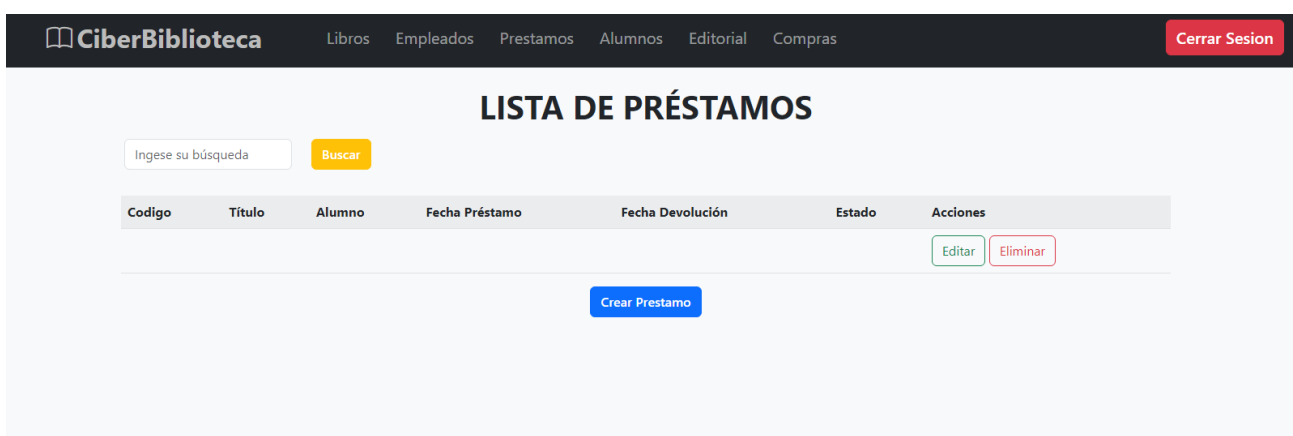 CiberBiblioteca Libros Empleados Prestamos Alumnos Editorial Compras Cerrar Sesion
LISTA DE PRÉSTAMOS
Ingese su búsqueda Buscar
Codigo Título Alumno Fecha Préstamo Fecha Devolución Estado Acciones
Editar Eliminar
Crear Prestamo